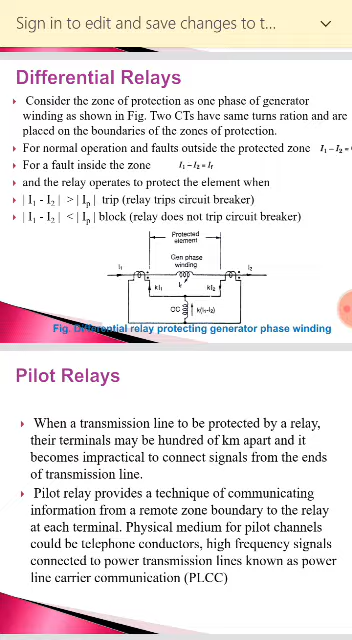 Sign in to edit and save changes to t...
Differential Relays
Consider the zone of protection as one phase of generator
winding as shown in Fig. Two CTs have same turns ration and are
placed on the boundaries of the zones of protection.
For normal operation and faults outside the protected zone I₁ – I₂ =
For a fault inside the zone I₁ – I₂ = I_f
and the relay operates to protect the element when
| I₁ - I₂ | > | Iₚ | trip (relay trips circuit breaker)
| I₁ - I₂ | < | Iₚ | block (relay does not trip circuit breaker)
Protected
element
Gen phase
winding
I₁ I₂
I_f
kI₁ kI₂
OC k(I₁-I₂)
Fig. Differential relay protecting generator phase winding
Pilot Relays
When a transmission line to be protected by a relay,
their terminals may be hundred of km apart and it
becomes impractical to connect signals from the ends
of transmission line.
Pilot relay provides a technique of communicating
information from a remote zone boundary to the relay
at each terminal. Physical medium for pilot channels
could be telephone conductors, high frequency signals
connected to power transmission lines known as power
line carrier communication (PLCC)